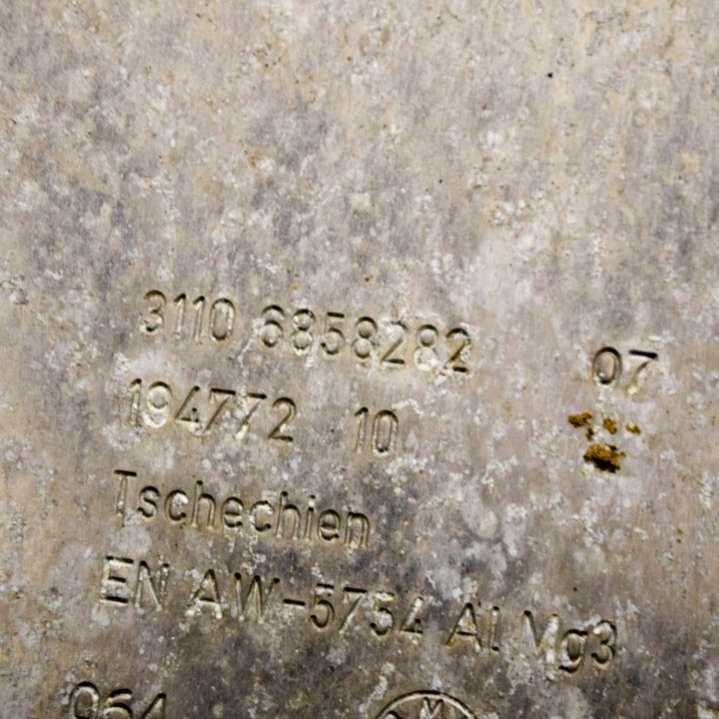 3110 6858282 07
194772 10
Tschechien
EN AW-5754 Al Mg3